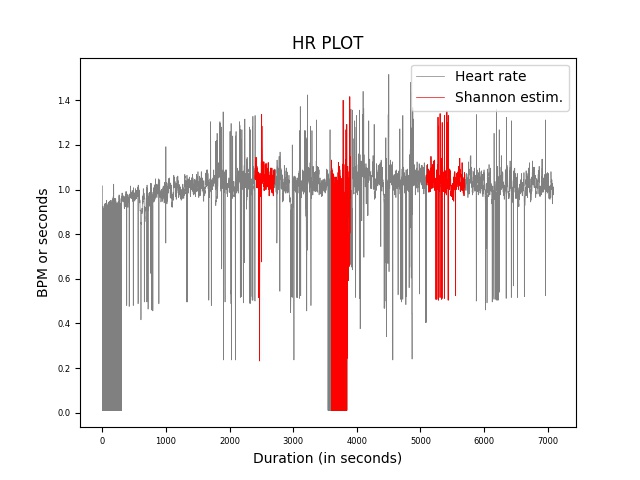 HR PLOT
Heart rate
Shannon estim.
BPM or seconds
1.4
1.2
1.0
0.8
0.6
0.4
0.2
0.0
0 1000 2000 3000 4000 5000 6000 7000
Duration (in seconds)